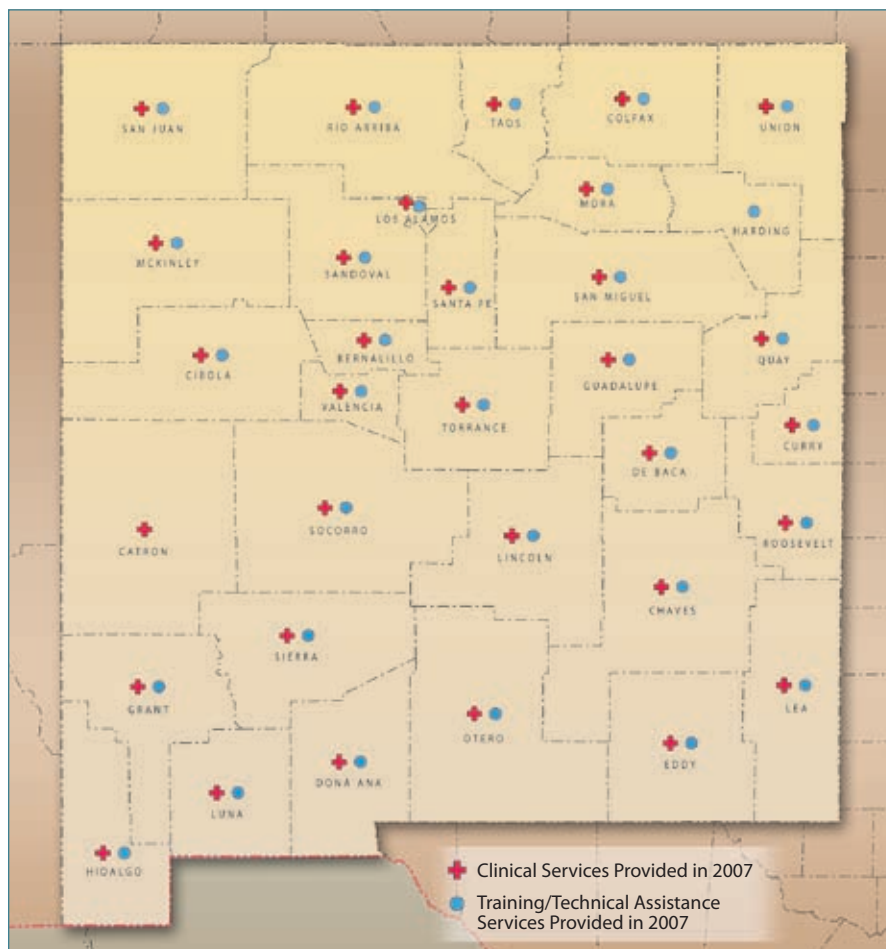 SAN JUAN
RIO ARRIBA
TAOS
COLFAX
UNION
LOS ALAMOS
MORA
HARDING
MCKINLEY
SANDOVAL
SANTA FE
SAN MIGUEL
CIBOLA
BERNALILLO
GUADALUPE
QUAY
VALENCIA
TORRANCE
CURRY
DE BACA
CATRON
SOCORRO
LINCOLN
ROOSEVELT
CHAVES
SIERRA
GRANT
OTERO
LEA
LUNA
DONA ANA
EDDY
HIDALGO
Clinical Services Provided in 2007
Training/Technical Assistance
Services Provided in 2007